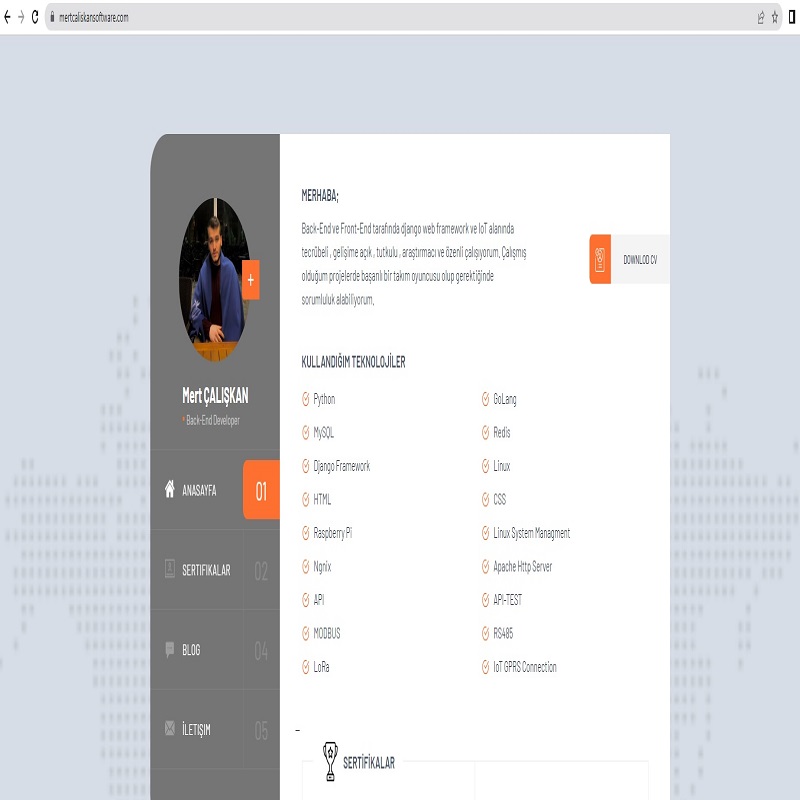 mertcaliskansoftware.com
MERHABA;
Back-End ve Front-End tarafında django web framework ve IoT alanında
tecrübeli , gelişime açık , tutkulu , araştırmacı ve özenli çalışıyorum, Çalışmış
olduğum projelerde başarılı bir takım oyuncusu olup gerektiğinde
sorumluluk alabiliyorum,
DOWNLOD CV
+
Mert ÇALIŞKAN
* Back-End Developer
ANASAYFA 01
SERTIFIKALAR 02
BLOG 04
İLETIŞIM 05
KULLANDIĞIM TEKNOLOJİLER
Python
GoLang
MySQL
Redis
Django Framework
Linux
HTML
CSS
Raspberry Pi
Linux System Managment
Ngnix
Apache Http Server
API
API-TEST
MODBUS
RS485
LoRa
IoT GPRS Connection
–
SERTİFİKALAR